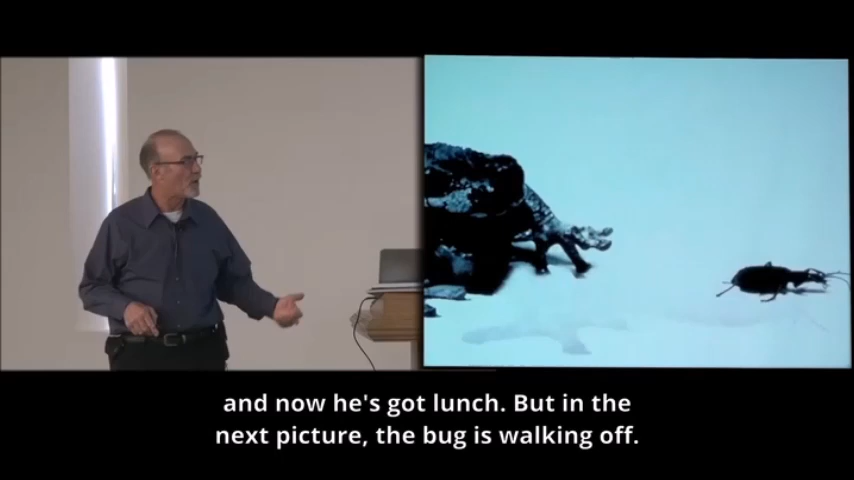 and now he's got lunch. But in the
next picture, the bug is walking off.